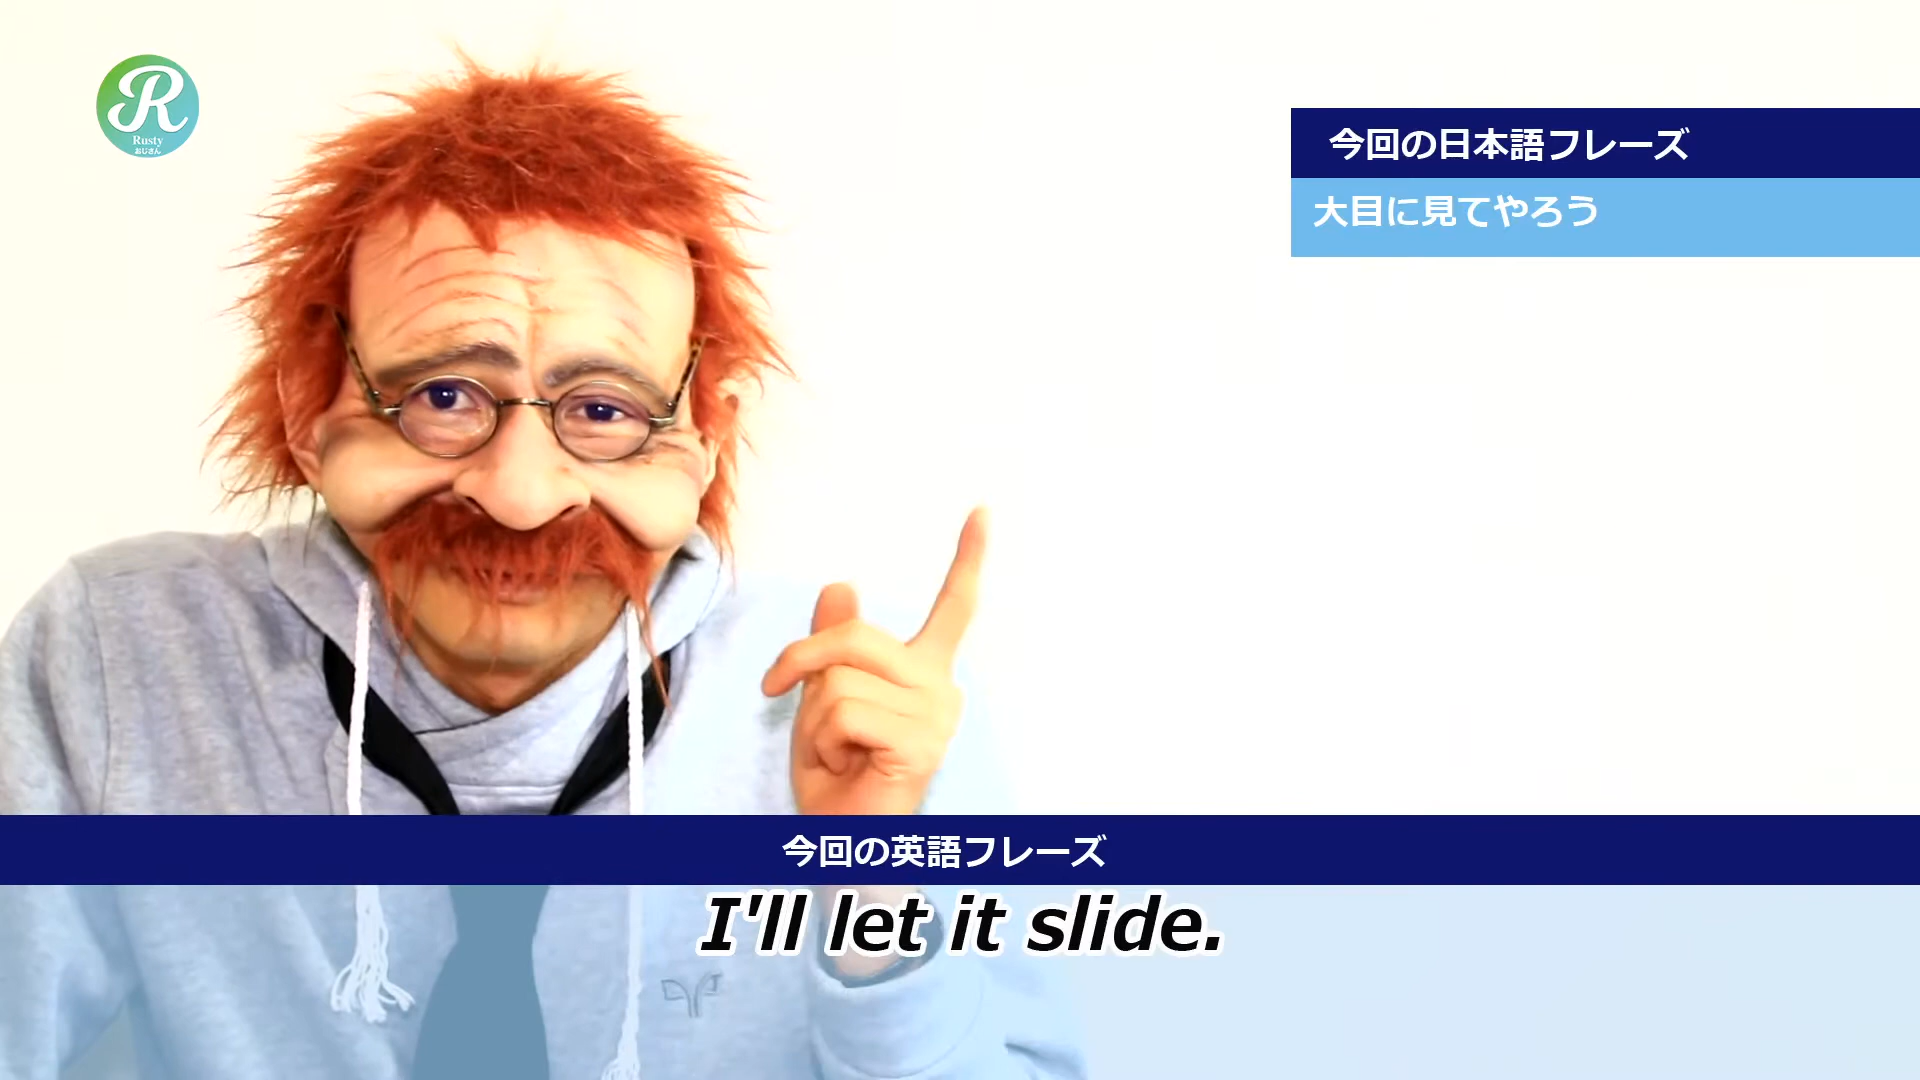 R
Rusty
おじさん
今回の日本語フレーズ
大目に見てやろう
今回の英語フレーズ
I'll let it slide.